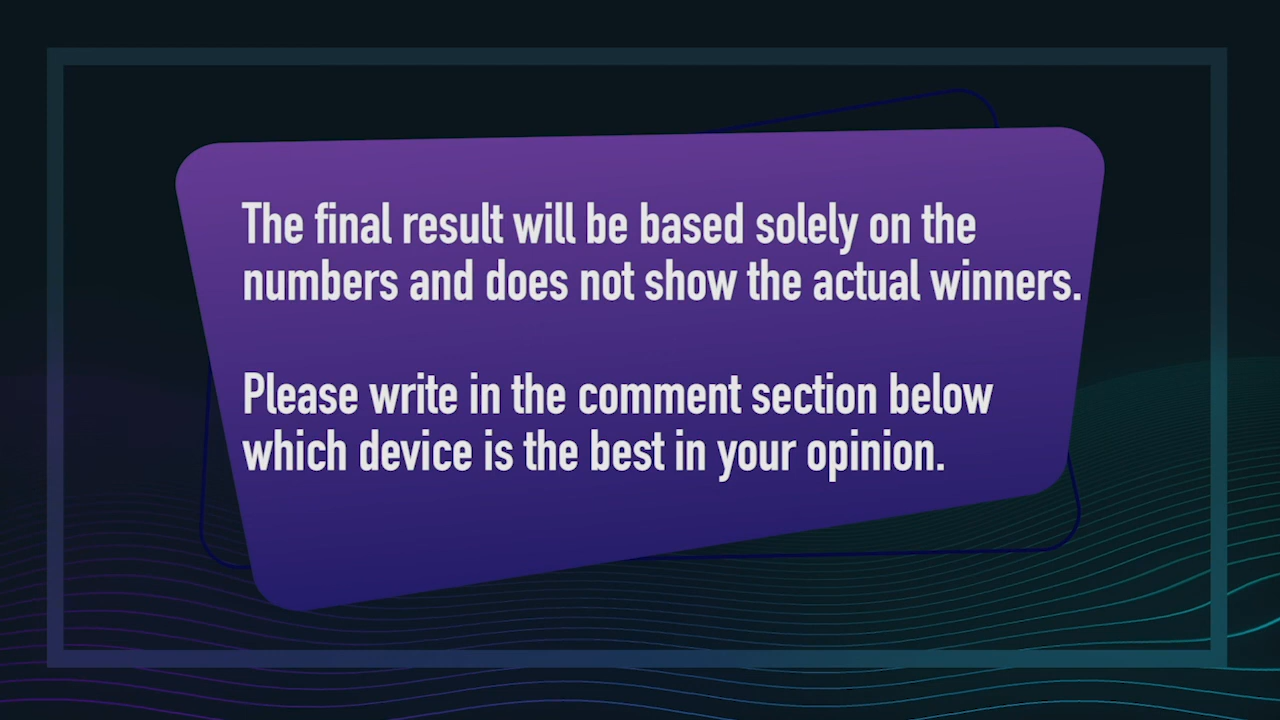 The final result will be based solely on the
numbers and does not show the actual winners.
Please write in the comment section below
which device is the best in your opinion.